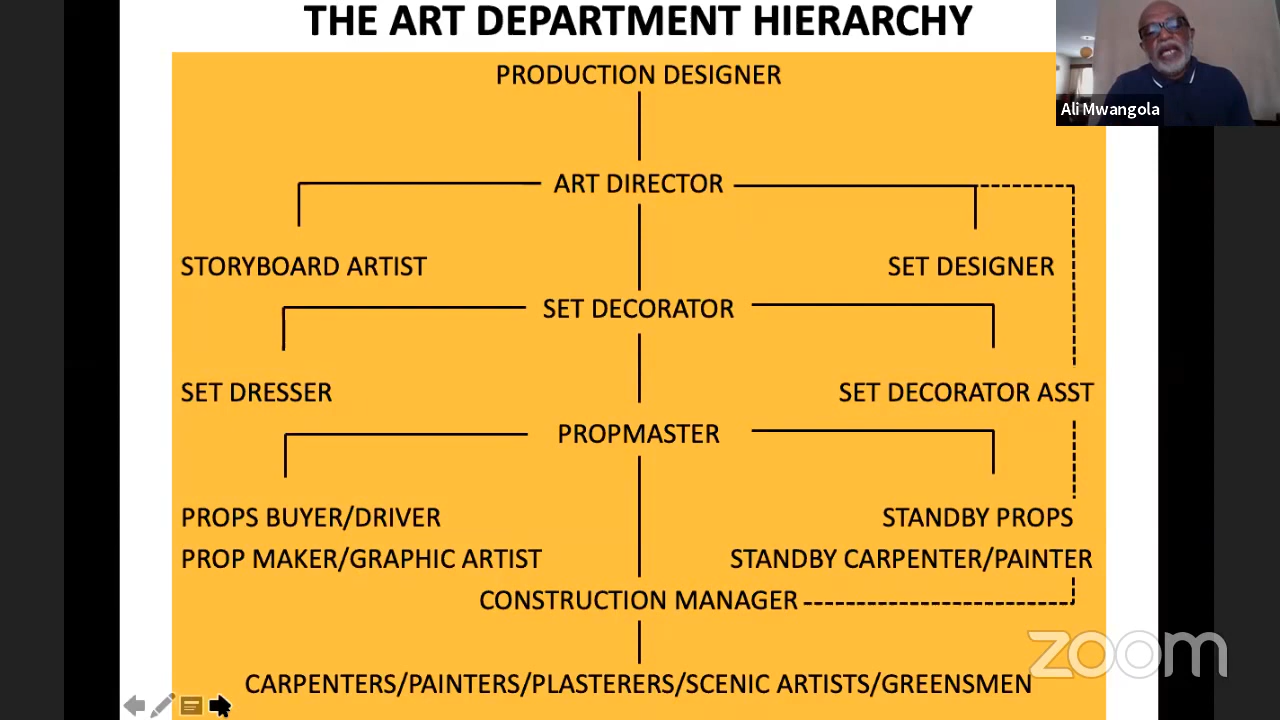 THE ART DEPARTMENT HIERARCHY
PRODUCTION DESIGNER
Ali Mwangola
ART DIRECTOR
STORYBOARD ARTIST
SET DESIGNER
SET DECORATOR
SET DRESSER
SET DECORATOR ASST
PROPMASTER
PROPS BUYER/DRIVER
STANDBY PROPS
PROP MAKER/GRAPHIC ARTIST
STANDBY CARPENTER/PAINTER
CONSTRUCTION MANAGER
zoom
CARPENTERS/PAINTERS/PLASTERERS/SCENIC ARTISTS/GREENSMEN